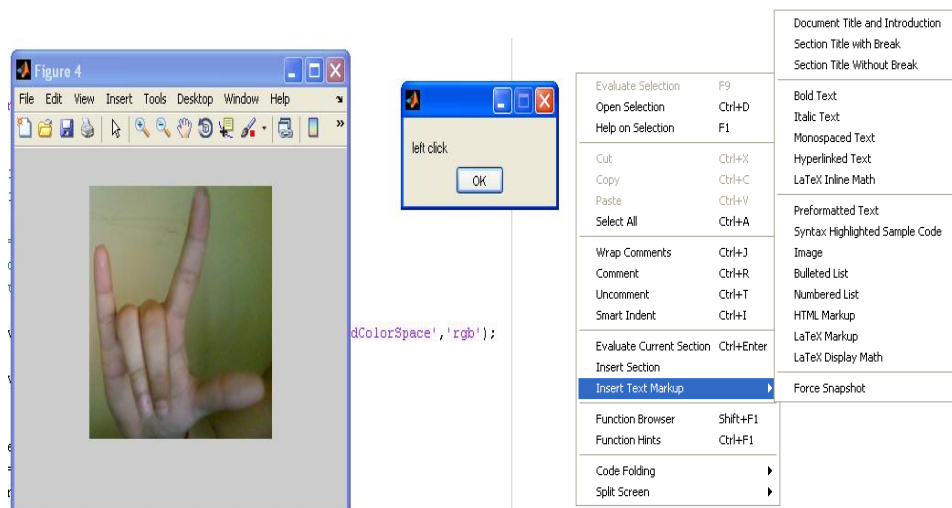 Figure 4
File Edit View Insert Tools Desktop Window Help
left click
OK
dColorSpace','rgb');
Evaluate Selection F9
Open Selection Ctrl+D
Help on Selection F1
Cut Ctrl+X
Copy Ctrl+C
Paste Ctrl+V
Select All Ctrl+A
Wrap Comments Ctrl+J
Comment Ctrl+R
Uncomment Ctrl+T
Smart Indent Ctrl+I
Evaluate Current Section Ctrl+Enter
Insert Section
Insert Text Markup
Function Browser Shift+F1
Function Hints Ctrl+F1
Code Folding
Split Screen
Document Title and Introduction
Section Title with Break
Section Title Without Break
Bold Text
Italic Text
Monospaced Text
Hyperlinked Text
LaTeX Inline Math
Preformatted Text
Syntax Highlighted Sample Code
Image
Bulleted List
Numbered List
HTML Markup
LaTeX Markup
LaTeX Display Math
Force Snapshot